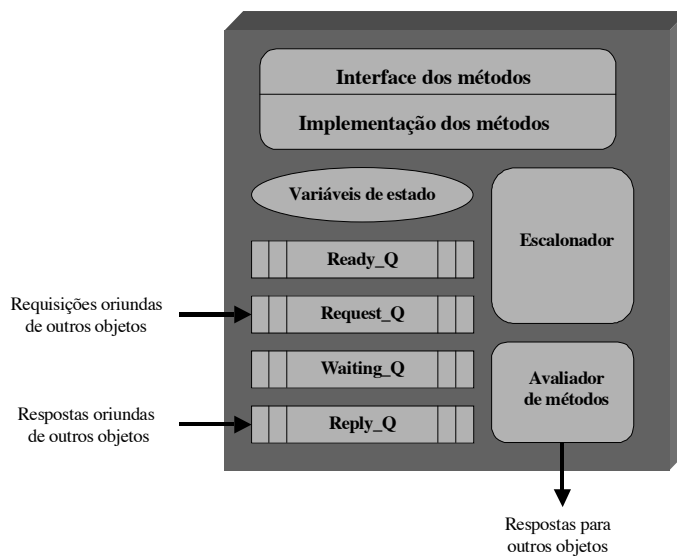 Interface dos métodos
Implementação dos métodos
Variáveis de estado
Escalonador
Ready_Q
Requisições oriundas
de outros objetos
Request_Q
Waiting_Q
Avaliador
de métodos
Respostas oriundas
de outros objetos
Reply_Q
Respostas para
outros objetos